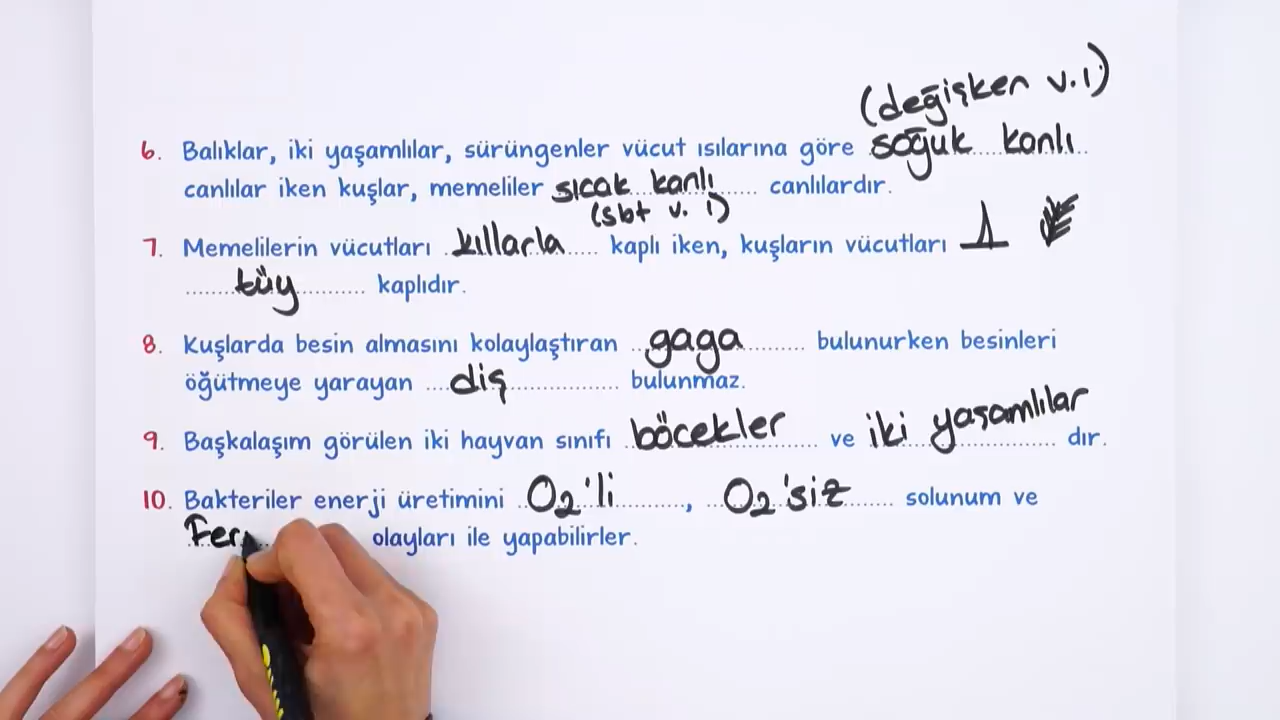 (değişken v.ı)
6. Balıklar, iki yaşamlılar, sürüngenler vücut ısılarına göre soğuk kanlı
canlılar iken kuşlar, memeliler sıcak kanlı canlılardır.
(sbt v. ı)
7. Memelilerin vücutları kıllarla kaplı iken, kuşların vücutları
tüy kaplıdır.
8. Kuşlarda besin almasını kolaylaştıran gaga bulunurken besinleri
öğütmeye yarayan diş bulunmaz.
9. Başkalaşım görülen iki hayvan sınıfı böcekler ve iki yaşamlılar dır.
10. Bakteriler enerji üretimini O2'li, O2'siz solunum ve
Fer olayları ile yapabilirler.